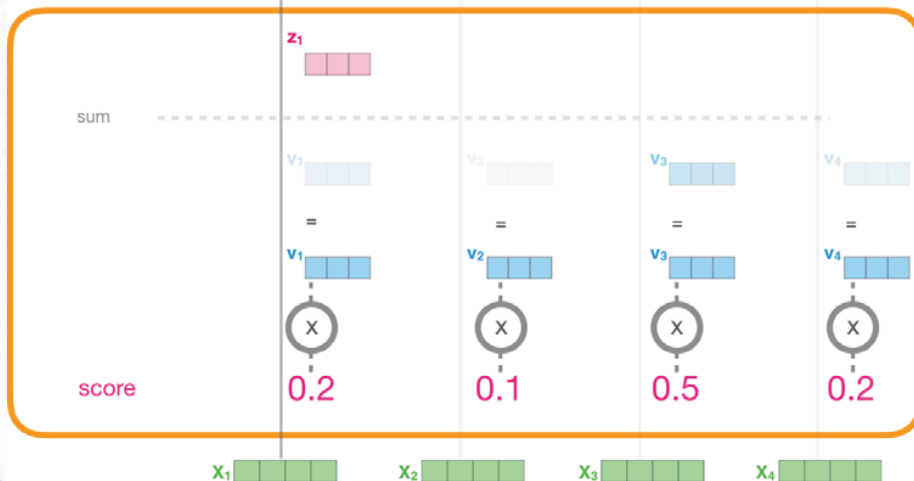 z1
sum
v1 v2 v3 v4
= = = =
v1 v2 v3 v4
x x x x
score 0.2 0.1 0.5 0.2
X1 X2 X3 X4